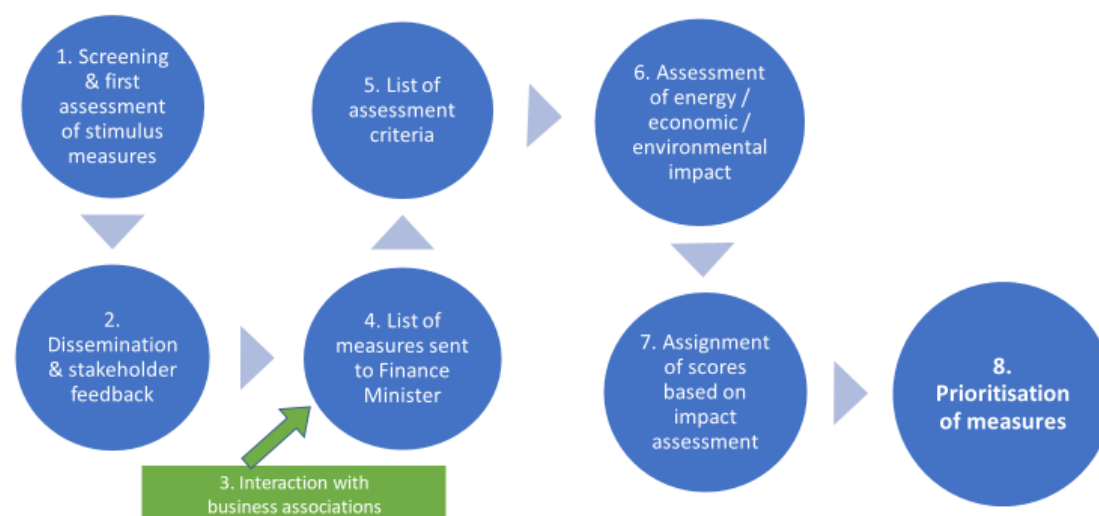 1. Screening
& first
assessment
of stimulus
measures
2.
Dissemination
& stakeholder
feedback
3. Interaction with
business associations
4. List of
measures sent
to Finance
Minister
5. List of
assessment
criteria
6. Assessment
of energy /
economic /
environmental
impact
7. Assignment
of scores
based on
impact
assessment
8.
Prioritisation
of measures